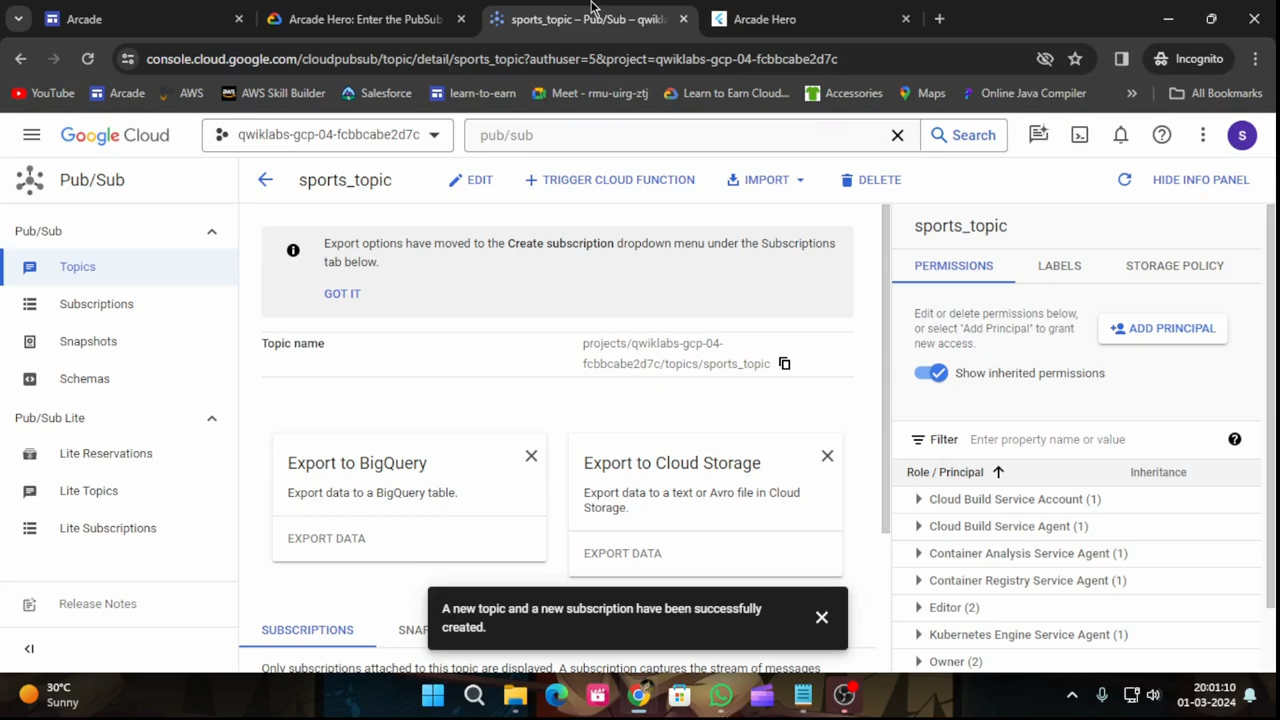 Arcade
Arcade Hero: Enter the PubSub
sports_topic – Pu/Sub – qwikla
Arcade Hero
console.cloud.google.com/cloudpubsub/topic/detail/sports_topic?authuser=5&project=qwiklabs-gcp-04-fcbbcabe2d7c
Incognito
YouTube
Arcade
AWS
AWS Skill Builder
Salesforce
learn-to-earn
Meet - rmu-uirg-ztj
Learn to Earn Cloud...
Accessories
Maps
Online Java Compiler
All Bookmarks
Google Cloud
qwiklabs-gcp-04-fcbbcabe2d7c
pub/sub
Search
S
Pub/Sub
sports_topic
EDIT
TRIGGER CLOUD FUNCTION
IMPORT
DELETE
HIDE INFO PANEL
Pub/Sub
Topics
Subscriptions
Snapshots
Schemas
Pub/Sub Lite
Lite Reservations
Lite Topics
Lite Subscriptions
Release Notes
Export options have moved to the Create subscription dropdown menu under the Subscriptions
tab below.
GOT IT
Topic name
projects/qwiklabs-gcp-04-
fcbbcabe2d7c/topics/sports_topic
Export to BigQuery
Export data to a BigQuery table.
EXPORT DATA
Export to Cloud Storage
Export data to a text or Avro file in Cloud
Storage.
EXPORT DATA
A new topic and a new subscription have been successfully
created.
SUBSCRIPTIONS
SNAP
Only subscriptions attached to this topic are displayed. A subscription captures the stream of messages
sports_topic
PERMISSIONS
LABELS
STORAGE POLICY
Edit or delete permissions below,
or select "Add Principal" to grant
new access.
ADD PRINCIPAL
Show inherited permissions
Filter
Enter property name or value
Role / Principal
Inheritance
Cloud Build Service Account (1)
Cloud Build Service Agent (1)
Container Analysis Service Agent (1)
Container Registry Service Agent (1)
Editor (2)
Kubernetes Engine Service Agent (1)
Owner (2)
30°C
Sunny
20:01:10
01-03-2024